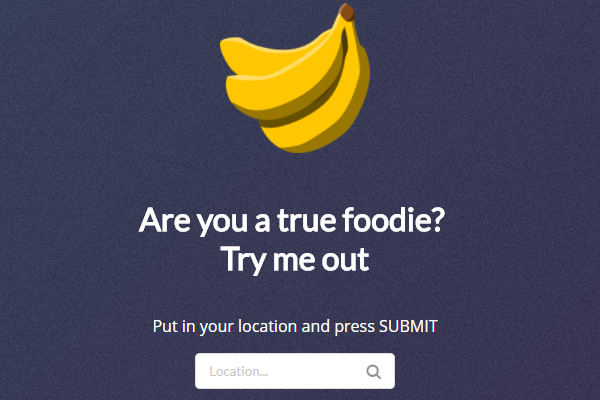 Are you a true foodie?
Try me out
Put in your location and press SUBMIT
Location...